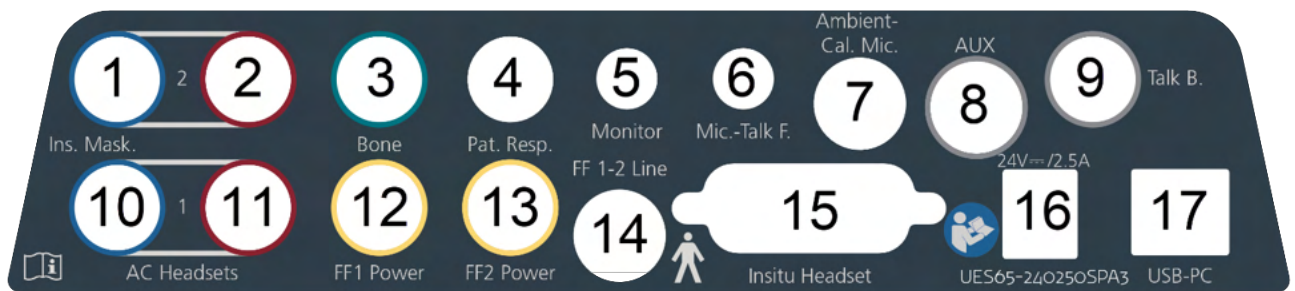 Ambient-
Cal. Mic.
AUX
1 2 2 3 4 5 6 7 8 9 Talk B.
Monitor Mic.-Talk F.
Ins. Mask. Bone Pat. Resp.
FF 1-2 Line 24V⎓/2.5A
10 1 11 12 13 14 15 16 17
AC Headsets FF1 Power FF2 Power Insitu Headset UES65-240250SPA3 USB-PC